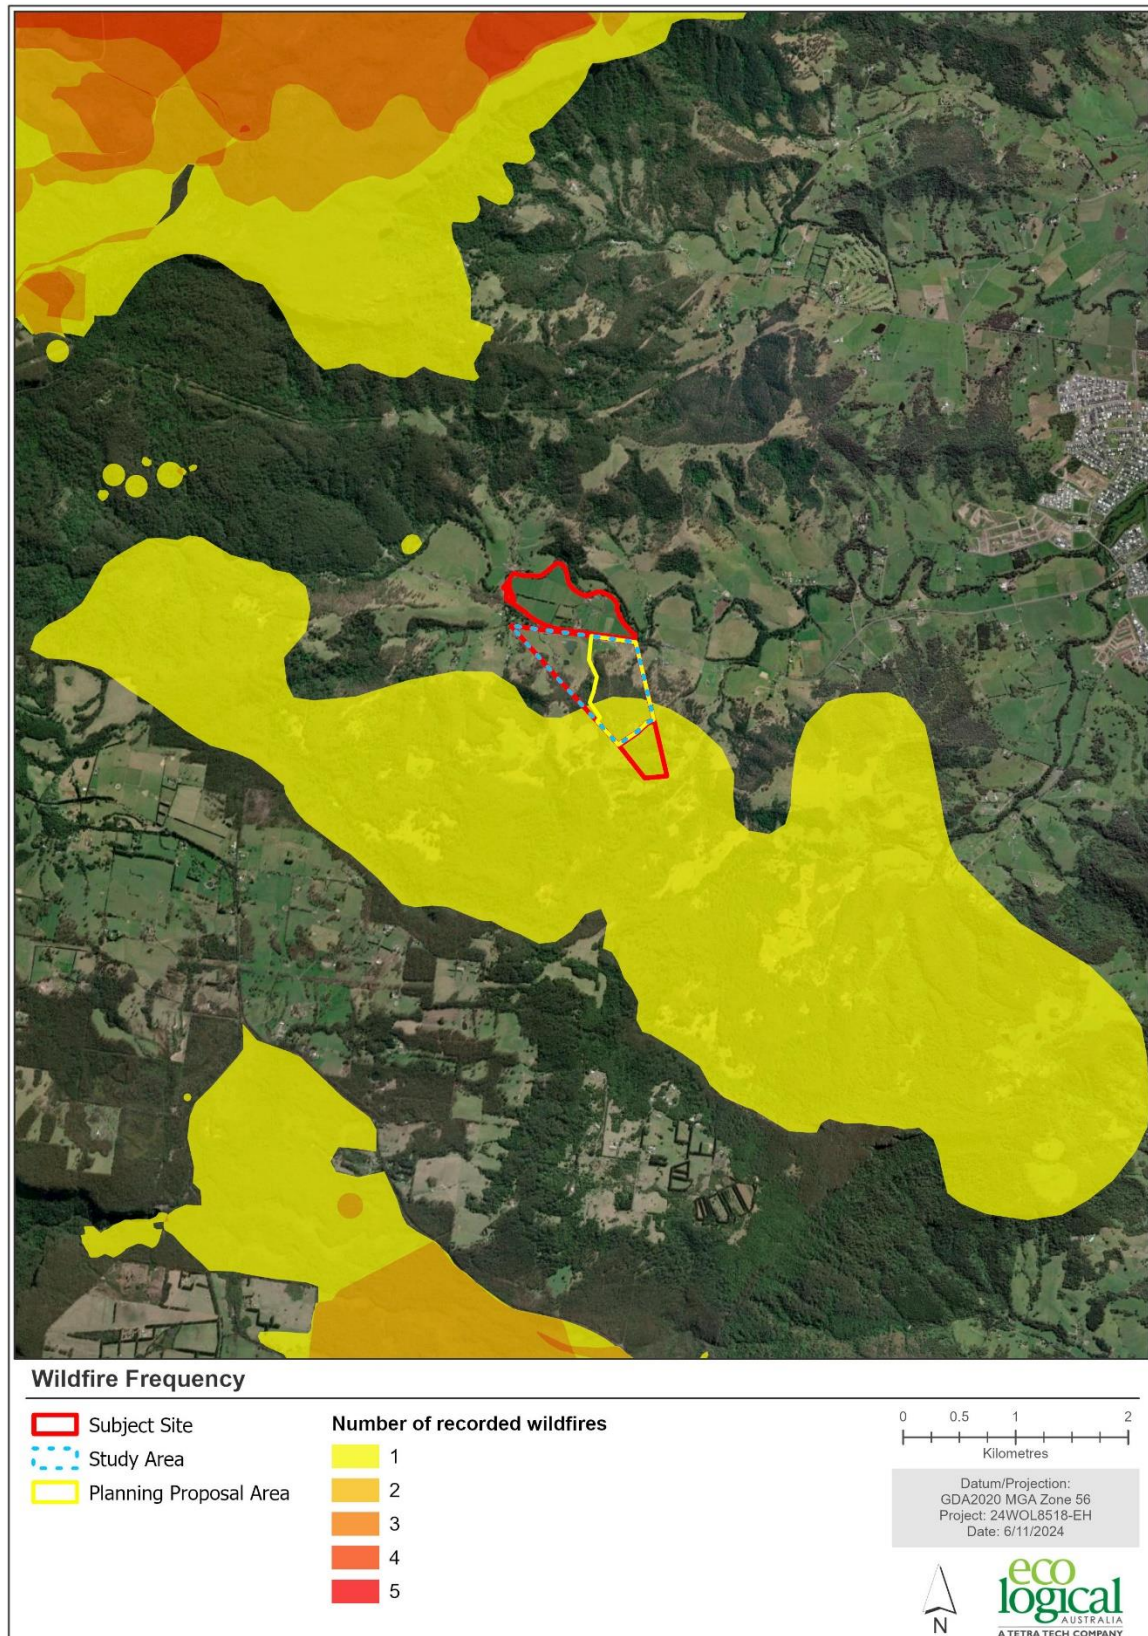 Wildfire Frequency
Subject Site
Study Area
Planning Proposal Area
Number of recorded wildfires
1
2
3
4
5
0 0.5 1 2
Kilometres
Datum/Projection:
GDA2020 MGA Zone 56
Project: 24WOL8518-EH
Date: 6/11/2024
N
eco
logical
AUSTRALIA
A TETRA TECH COMPANY